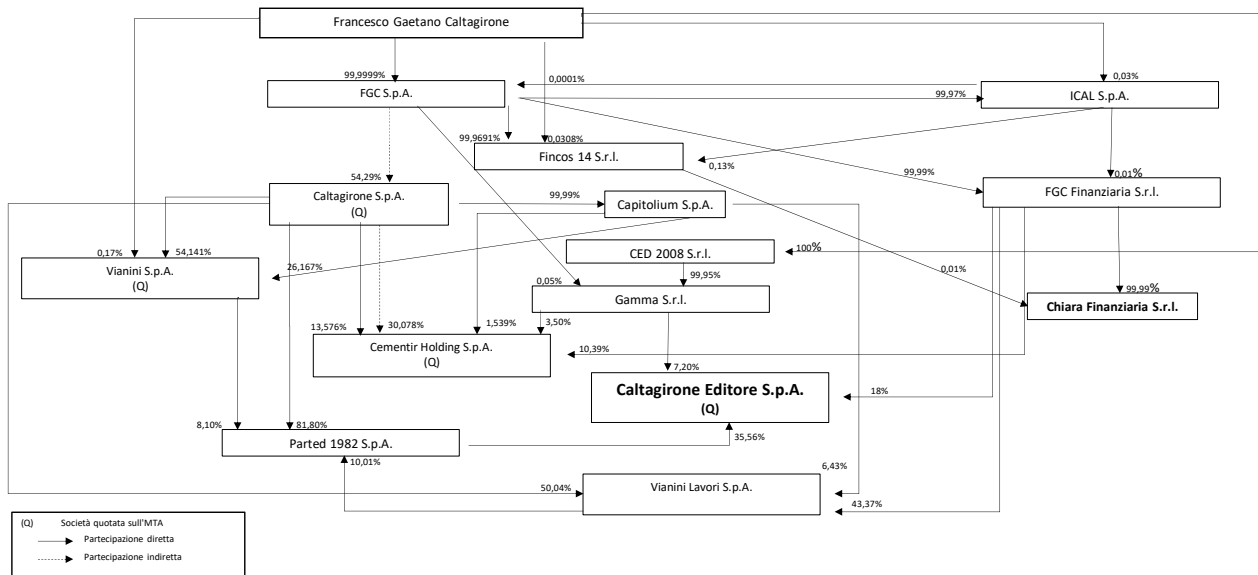 Francesco Gaetano Caltagirone
99,9999%
0,0001%
0,03%
FGC S.p.A.
99,97%
ICAL S.p.A.
99,9691%
0,0308%
Fincos 14 S.r.l.
0,13%
54,29%
99,99%
0,01%
Caltagirone S.p.A.
(Q)
99,99%
Capitolium S.p.A.
FGC Finanziaria S.r.l.
0,17%
54,141%
CED 2008 S.r.l.
100%
Vianini S.p.A.
(Q)
26,167%
99,95%
0,01%
0,05%
Gamma S.r.l.
99,99%
Chiara Finanziaria S.r.l.
13,576%
30,078%
1,539%
3,50%
Cementir Holding S.p.A.
(Q)
10,39%
7,20%
Caltagirone Editore S.p.A.
(Q)
18%
8,10%
81,80%
Parted 1982 S.p.A.
35,56%
10,01%
6,43%
50,04%
Vianini Lavori S.p.A.
43,37%
(Q) Società quotata sull'MTA
Partecipazione diretta
Partecipazione indiretta